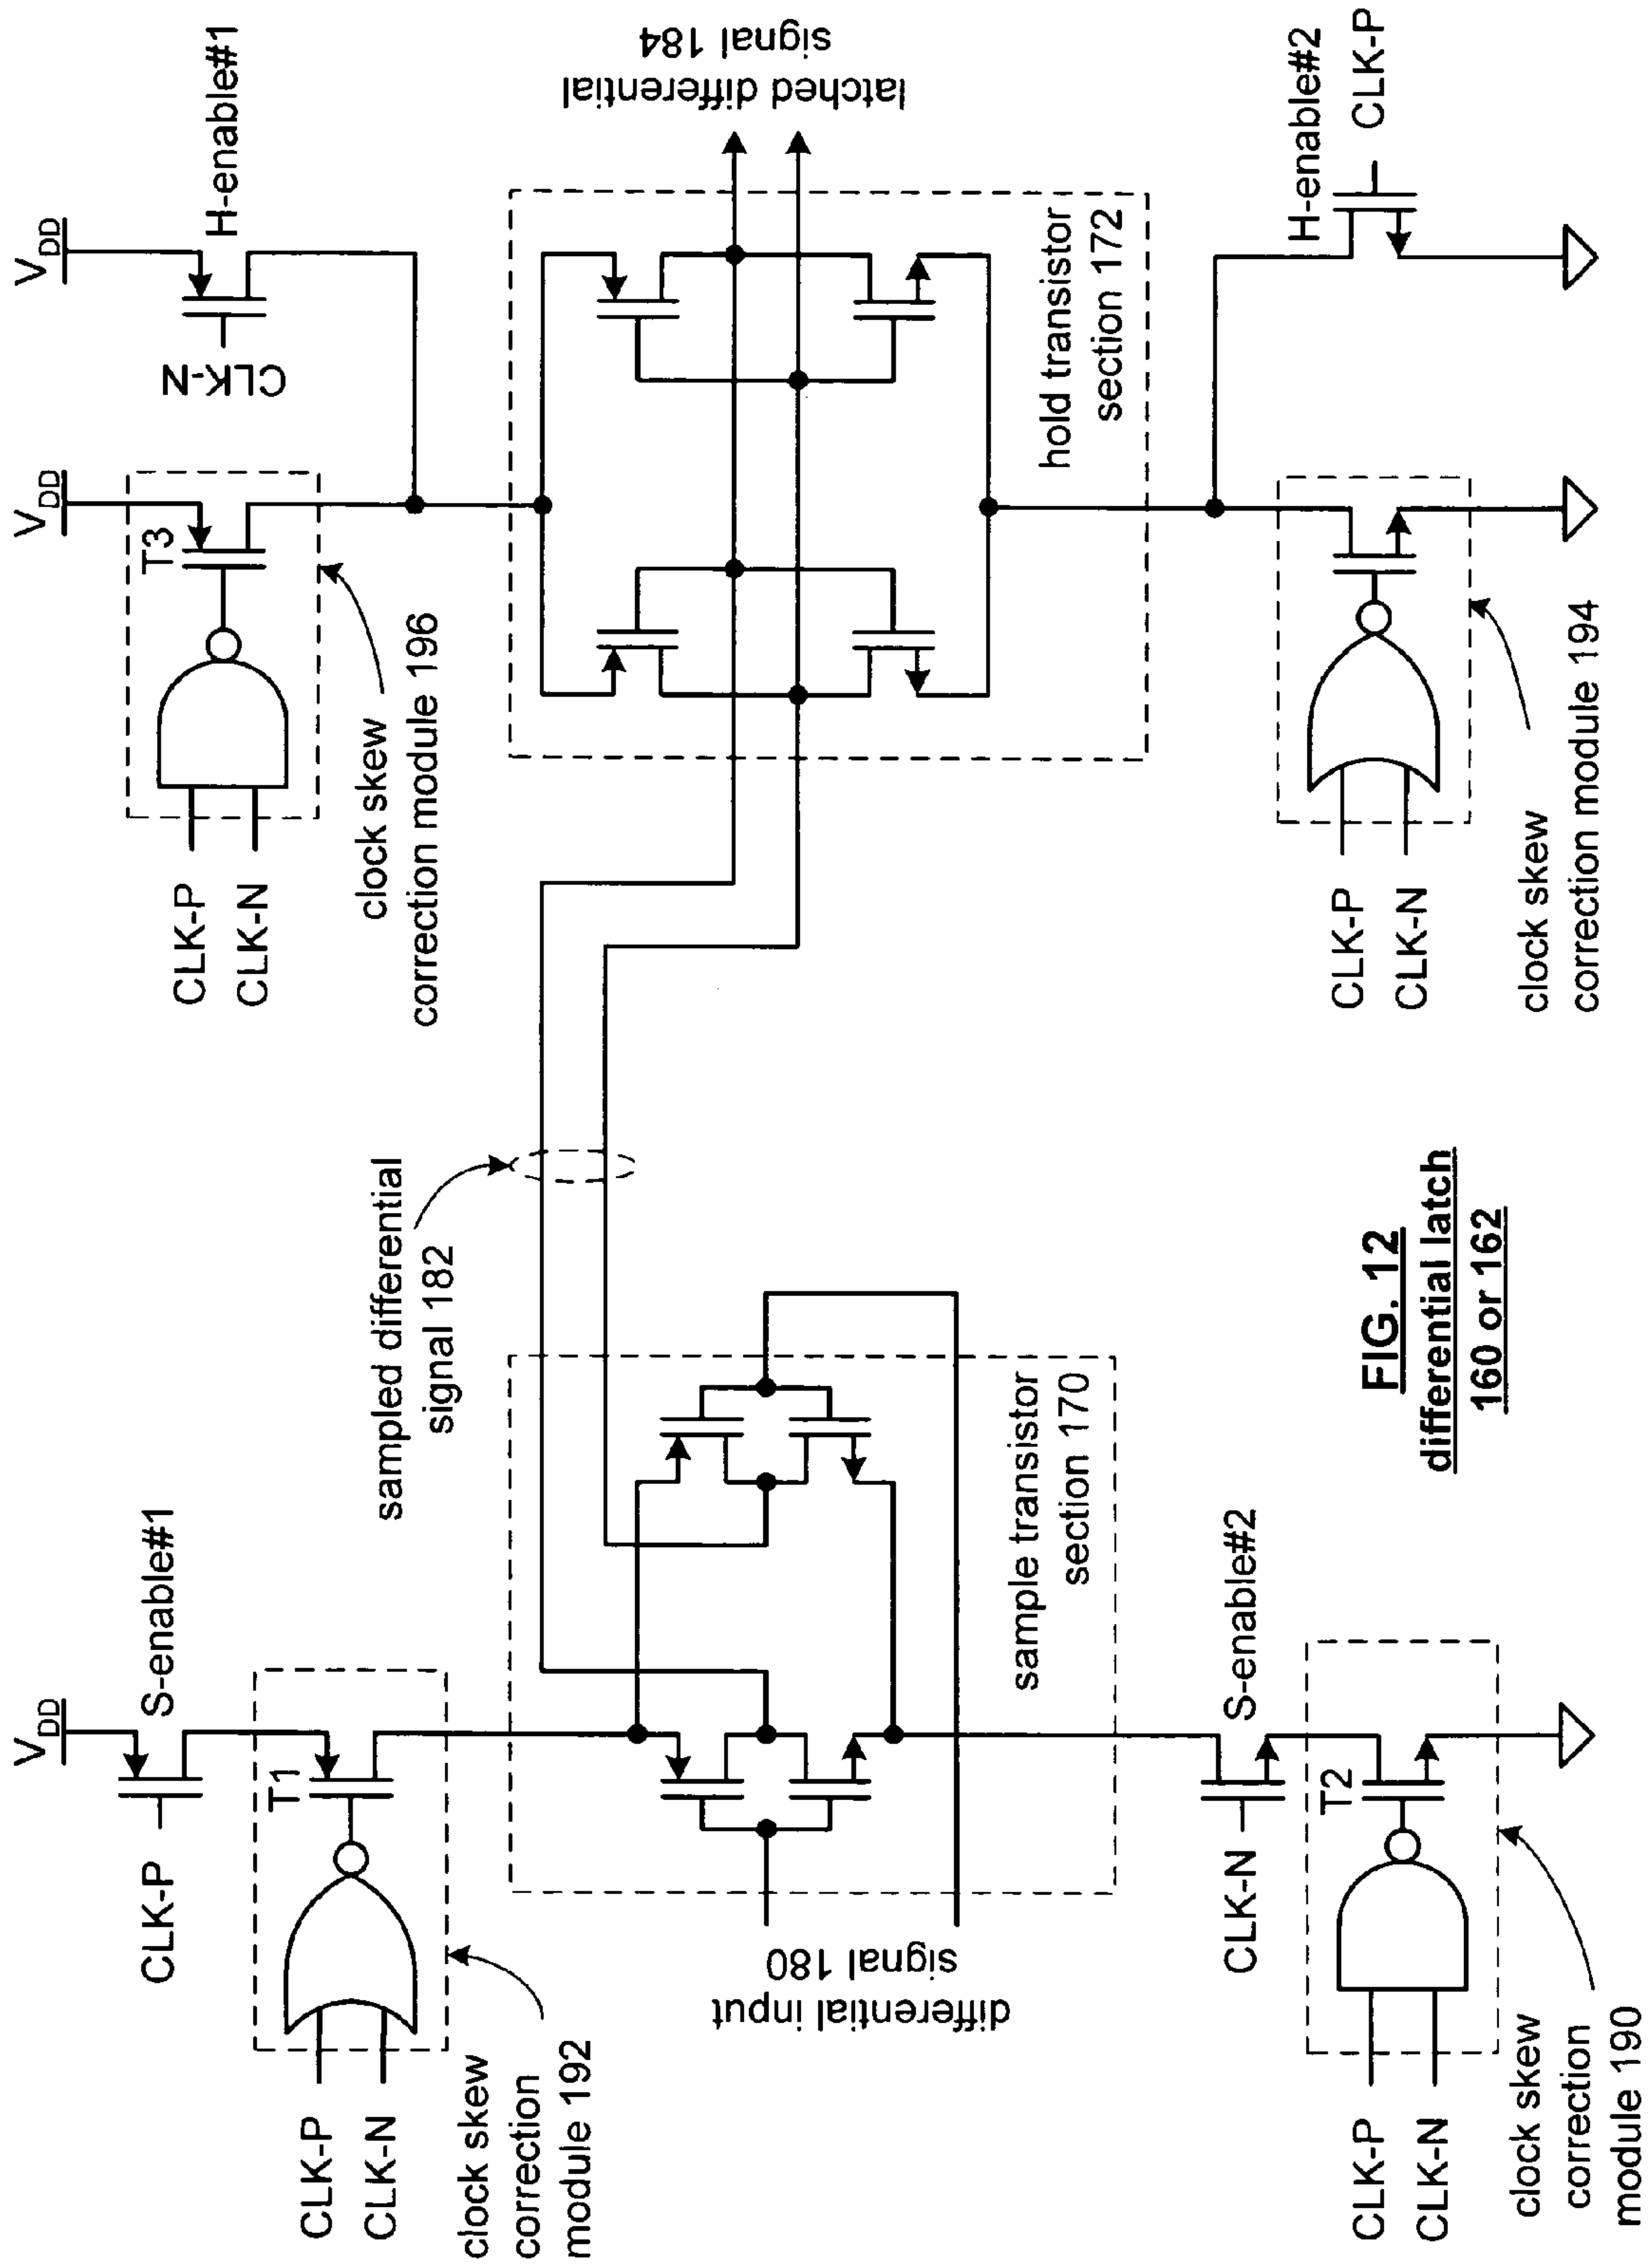 VDD
S-enable#1
CLK-P
T1
CLK-P
CLK-N
clock skew
correction
module 192
sampled differential
signal 182
differential input
signal 180
sample transistor
section 170
S-enable#2
CLK-N
T2
CLK-P
CLK-N
clock skew
correction
module 190
VDD
VDD
H-enable#1
CLK-N
T3
CLK-P
CLK-N
clock skew
correction module 196
latched differential
signal 184
hold transistor
section 172
H-enable#2
CLK-P
CLK-P
CLK-N
clock skew
correction module 194
FIG. 12
differential latch
160 or 162